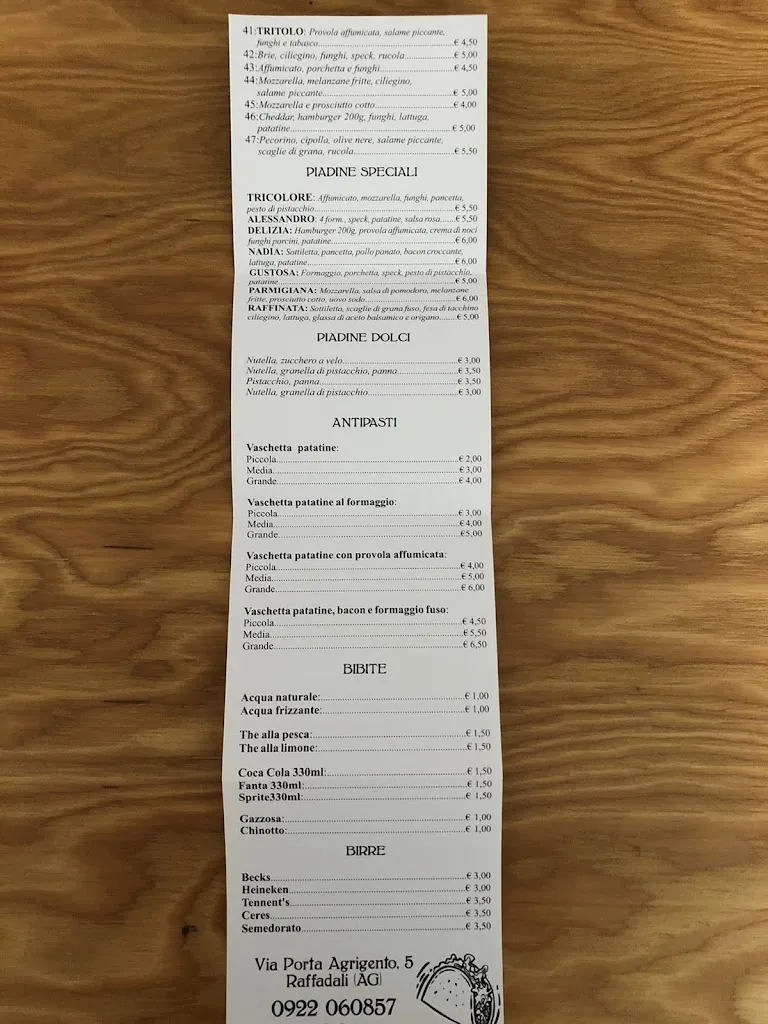 41:TRITOLO: Provola affumicata, salame piccante,
funghi e tabasco........€ 4,50
42:Brie, ciliegino, funghi, speck, rucola........€ 5,00
43:Affumicato, porchetta e funghi........€ 4,50
44:Mozzarella, melanzane fritte, ciliegino,
salame piccante........€ 5,00
45:Mozzarella e prosciutto cotto........€ 4,00
46:Cheddar, hamburger 200g, funghi, lattuga,
patatine........€ 5,00
47:Pecorino, cipolla, olive nere, salame piccante,
scaglie di grana, rucola........€ 5,50
PIADINE SPECIALI
TRICOLORE: Affumicato, mozzarella, funghi, pancetta,
pesto di pistacchio........€ 5,50
ALESSANDRO: 4 form., speck, patatine, salsa rosa........€ 5,50
DELIZIA: Hamburger 200g, provola affumicata, crema di noci
funghi porcini, patatine........€ 6,00
NADIA: Sottiletta, pancetta, pollo panato, bacon croccante,
lattuga, patatine........€ 6,00
GUSTOSA: Formaggio, porchetta, speck, pesto di pistacchio,
patatine........€ 5,00
PARMIGIANA: Mozzarella, salsa di pomodoro, melanzane
fritte, prosciutto cotto, uovo sodo........€ 6,00
RAFFINATA: Sottiletta, scaglie di grana fuso, fesa di tacchino
ciliegino, lattuga, glassa di aceto balsamico e origano........€ 5,00
PIADINE DOLCI
Nutella, zucchero a velo........€ 3,00
Nutella, granella di pistacchio, panna........€ 3,50
Pistacchio, panna........€ 3,50
Nutella, granella di pistacchio........€ 3,00
ANTIPASTI
Vaschetta patatine:
Piccola........€ 2,00
Media........€ 3,00
Grande........€ 4,00
Vaschetta patatine al formaggio:
Piccola........€ 3,00
Media........€ 4,00
Grande........€5,00
Vaschetta patatine con provola affumicata:
Piccola........€ 4,00
Media........€ 5,00
Grande........€ 6,00
Vaschetta patatine, bacon e formaggio fuso:
Piccola........€ 4,50
Media........€ 5,50
Grande........€ 6,50
BIBITE
Acqua naturale:........€ 1,00
Acqua frizzante:........€ 1,00
The alla pesca:........€ 1,50
The alla limone:........€ 1,50
Coca Cola 330ml:........€ 1,50
Fanta 330ml:........€ 1,50
Sprite330ml:........€ 1,50
Gazzosa:........€ 1,00
Chinotto:........€ 1,00
BIRRE
Becks........€ 3,00
Heineken........€ 3,00
Tennent's........€ 3,50
Ceres........€ 3,50
Semedorato........€ 3,50
Via Porta Agrigento, 5
Raffadali (AG)
0922 060857